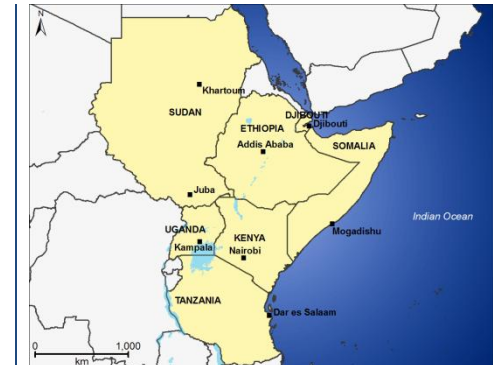 N
Khartoum
SUDAN
DJIBOUTI
Djibouti
ETHIOPIA
Addis Ababa
SOMALIA
Juba
Indian Ocean
UGANDA
Mogadishu
KENYA
Kampala
Nairobi
TANZANIA
Dar es Salaam
0 1,000
km